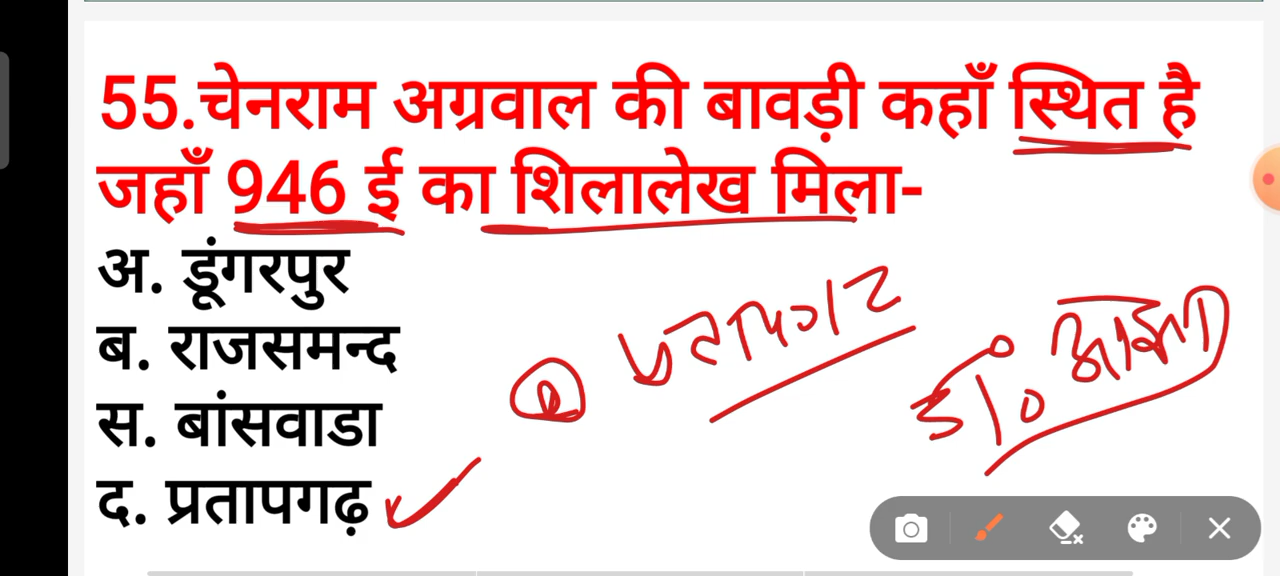 55.चेनराम अग्रवाल की बावड़ी कहाँ स्थित है
जहाँ 946 ई का शिलालेख मिला-
अ. डूंगरपुर
ब. राजसमन्द
स. बांसवाडा
द. प्रतापगढ़